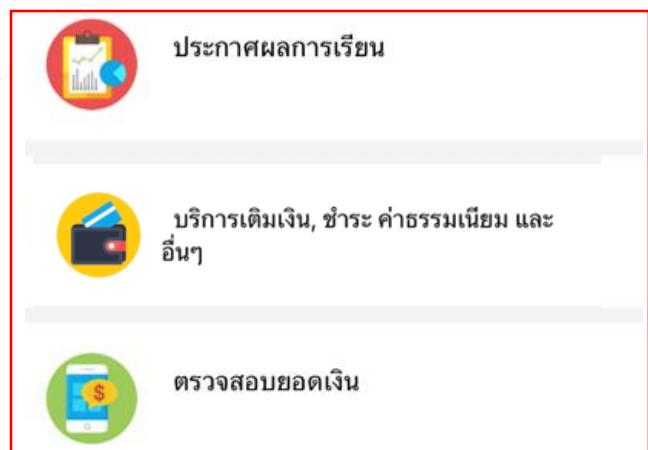 ประกาศผลการเรียน
บริการเติมเงิน, ชำระ ค่าธรรมเนียม และ
อื่นๆ
ตรวจสอบยอดเงิน